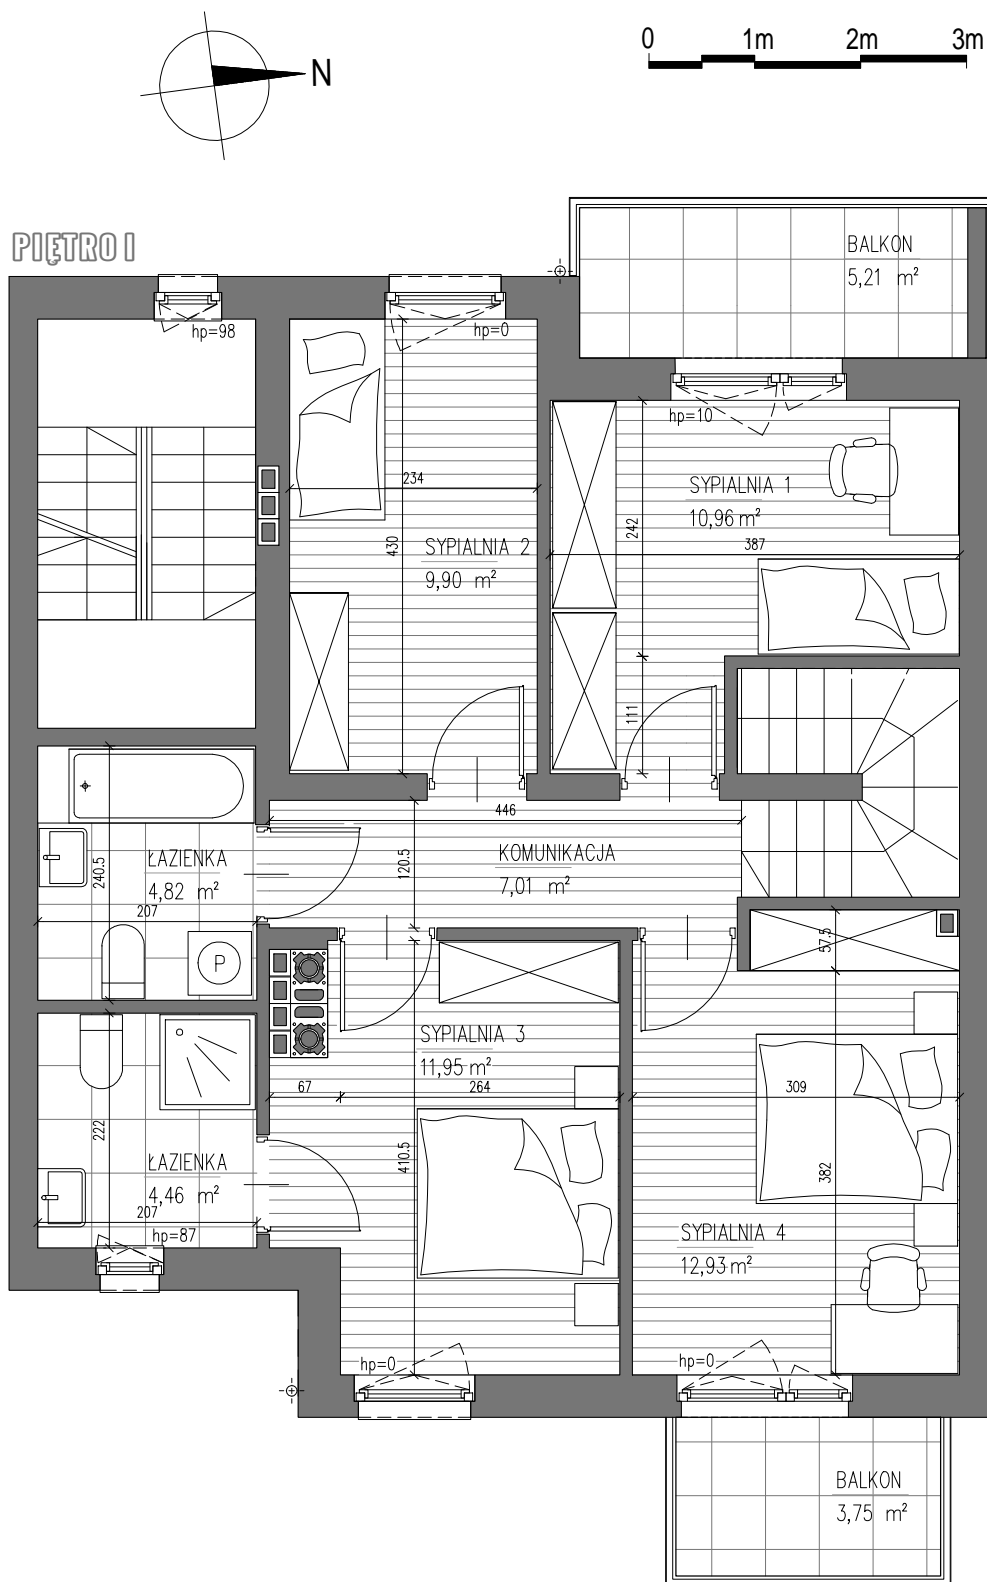 N
0 1m 2m 3m
PIĘTRO I
BALKON
5,21 m²
hp=98
hp=0
hp=10
234
430
SYPIALNIA 2
9,90 m²
SYPIALNIA 1
10,96 m²
242
387
111
446
120.5
KOMUNIKACJA
7,01 m²
ŁAZIENKA
4,82 m²
240.5
207
P
57.5
SYPIALNIA 3
11,95 m²
67
264
309
410.5
382
222
ŁAZIENKA
4,46 m²
207
hp=87
SYPIALNIA 4
12,93 m²
hp=0
hp=0
BALKON
3,75 m²